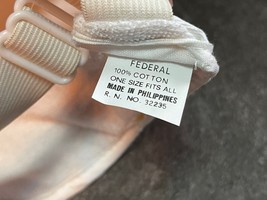 FEDERAL
100% COTTON
ONE SIZE FITS ALL
MADE IN PHILIPPINES
R. N. NO. 32235